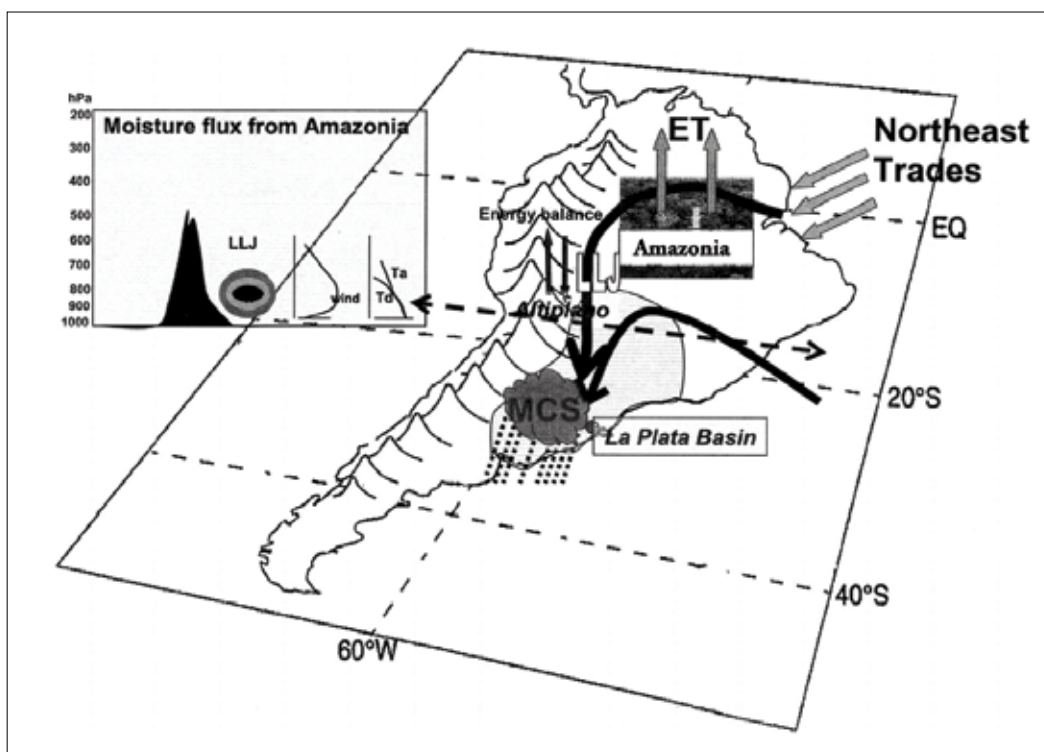 hPa
200
300
400
500
600
700
800
900
1000
Moisture flux from Amazonia
LLJ
wind
Ta
Td
ET
Northeast
Trades
Energy balance
Amazonia
EQ
Altiplano
20°S
MCS
La Plata Basin
40°S
60°W